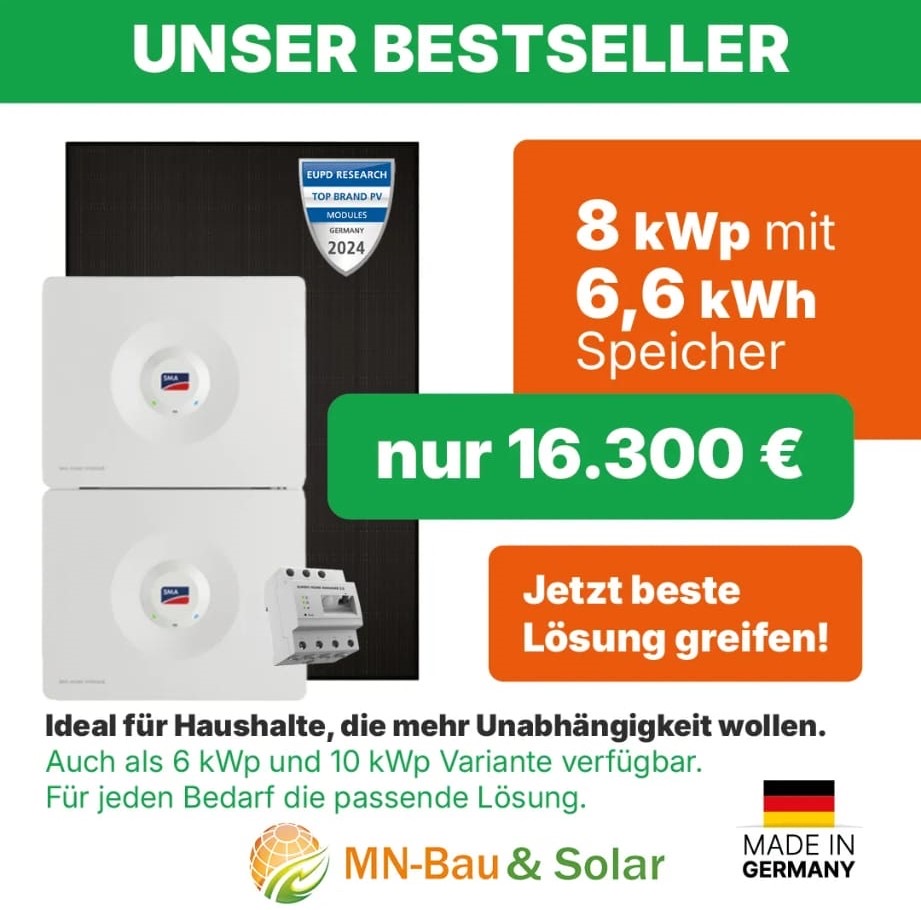 UNSER BESTSELLER
EUPD RESEARCH
TOP BRAND PV
MODULES
GERMANY
2024
8 kWp mit
6,6 kWh
Speicher
SMA
nur 16.300 €
SMA
Jetzt beste
Lösung greifen!
Ideal für Haushalte, die mehr Unabhängigkeit wollen.
Auch als 6 kWp und 10 kWp Variante verfügbar.
Für jeden Bedarf die passende Lösung.
MN-Bau & Solar
MADE IN
GERMANY